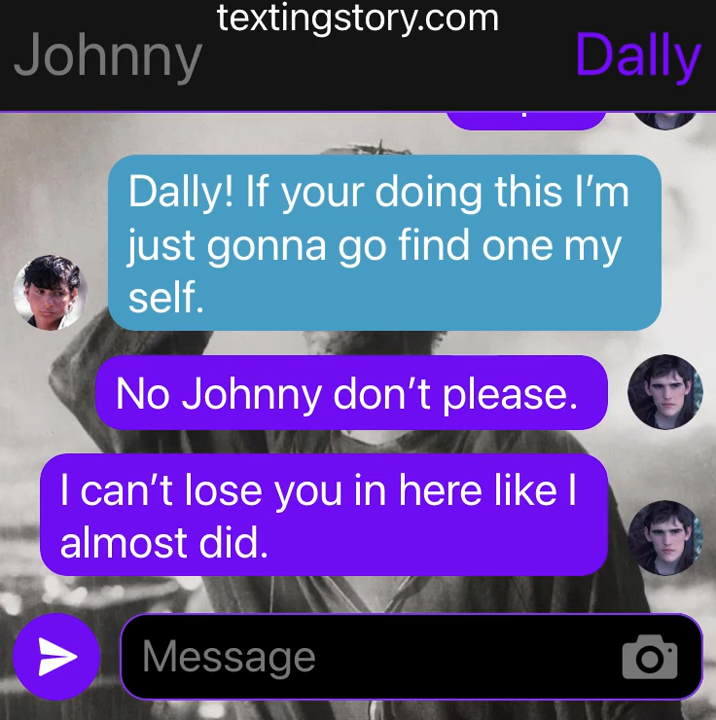 textingstory.com
Johnny
Dally
Dally! If your doing this I’m
just gonna go find one my
self.
No Johnny don’t please.
I can’t lose you in here like I
almost did.
Message